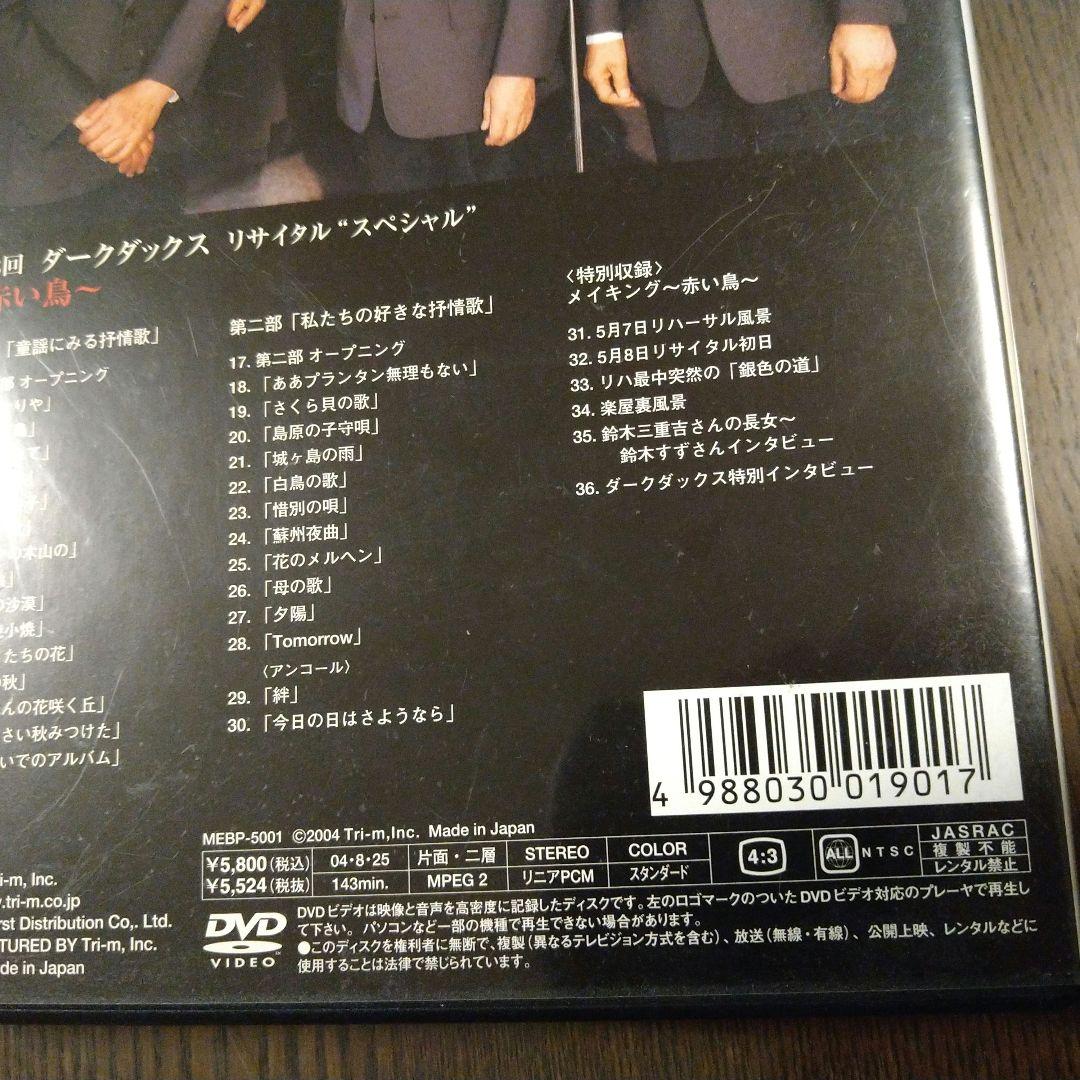 回 ダークダックス リサイタル“スペシャル”
い鳥～
「童謡にみる抒情歌」
オープニング
りや」
の木山の」
の沙漠」
小焼」
たちの花」
秋」
んの花咲く丘」
さい秋みつけた」
いでのアルバム」
第二部「私たちの好きな抒情歌」
17. 第二部 オープニング
18.「ああプランタン無理もない」
19.「さくら貝の歌」
20.「島原の子守唄」
21.「城ヶ島の雨」
22.「白鳥の歌」
23.「惜別の唄」
24.「蘇州夜曲」
25.「花のメルヘン」
26.「母の歌」
27.「夕陽」
28.「Tomorrow」
〈アンコール〉
29.「絆」
30.「今日の日はさようなら」
〈特別収録〉
メイキング～赤い鳥～
31. 5月7日リハーサル風景
32. 5月8日リサイタル初日
33. リハ最中突然の「銀色の道」
34. 楽屋裏風景
35. 鈴木三重吉さんの長女～
鈴木すずさんインタビュー
36. ダークダックス特別インタビュー
4 988030 019017
MEBP-5001 ©2004 Tri-m,Inc. Made in Japan
¥5,800(税込) 04・8・25 片面・二層 STEREO COLOR
¥5,524(税抜) 143min. MPEG 2 リニアPCM スタンダード
4:3
ALL NTSC
JASRAC
複製不能
レンタル禁止
i-m, Inc.
.tri-m.co.jp
rst Distribution Co,. Ltd.
TURED BY Tri-m, Inc.
de in Japan
DVD
VIDEO
DVDビデオは映像と音声を高密度に記録したディスクです。左のロゴマークのついたDVDビデオ対応のプレーヤで再生し
て下さい。パソコンなど一部の機種で再生できない場合があります。
●このディスクを権利者に無断で、複製(異なるテレビジョン方式を含む)、放送(無線・有線)、公開上映、レンタルなどに
使用することは法律で禁じられています。